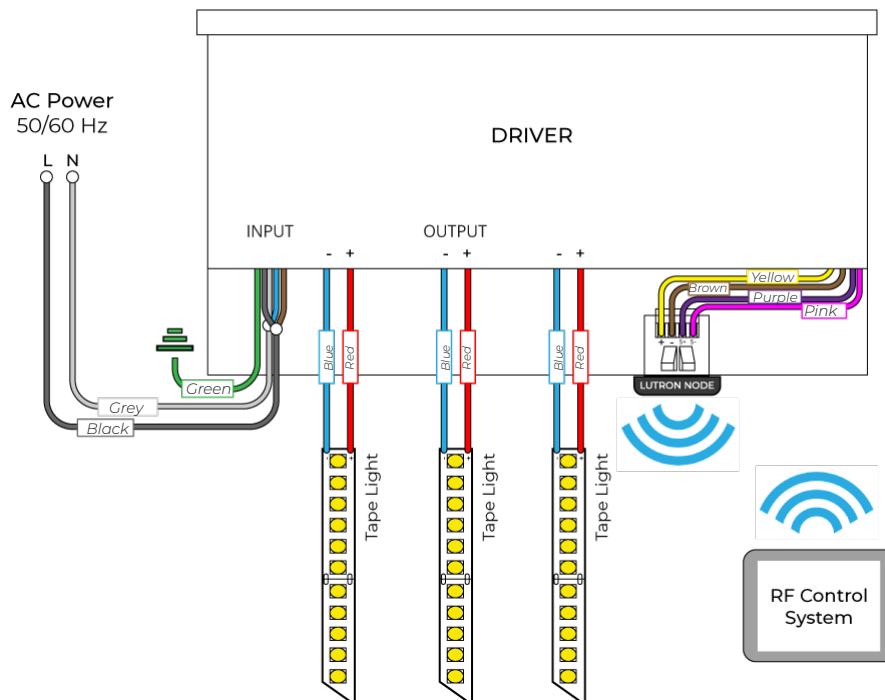 AC Power
50/60 Hz
L N
DRIVER
INPUT
OUTPUT
- +
- +
- +
Yellow
Brown
Purple
Pink
+ - S+ S-
LUTRON NODE
Blue
Red
Blue
Red
Blue
Red
Green
Grey
Black
- +
- +
- +
Tape Light
Tape Light
Tape Light
RF Control
System